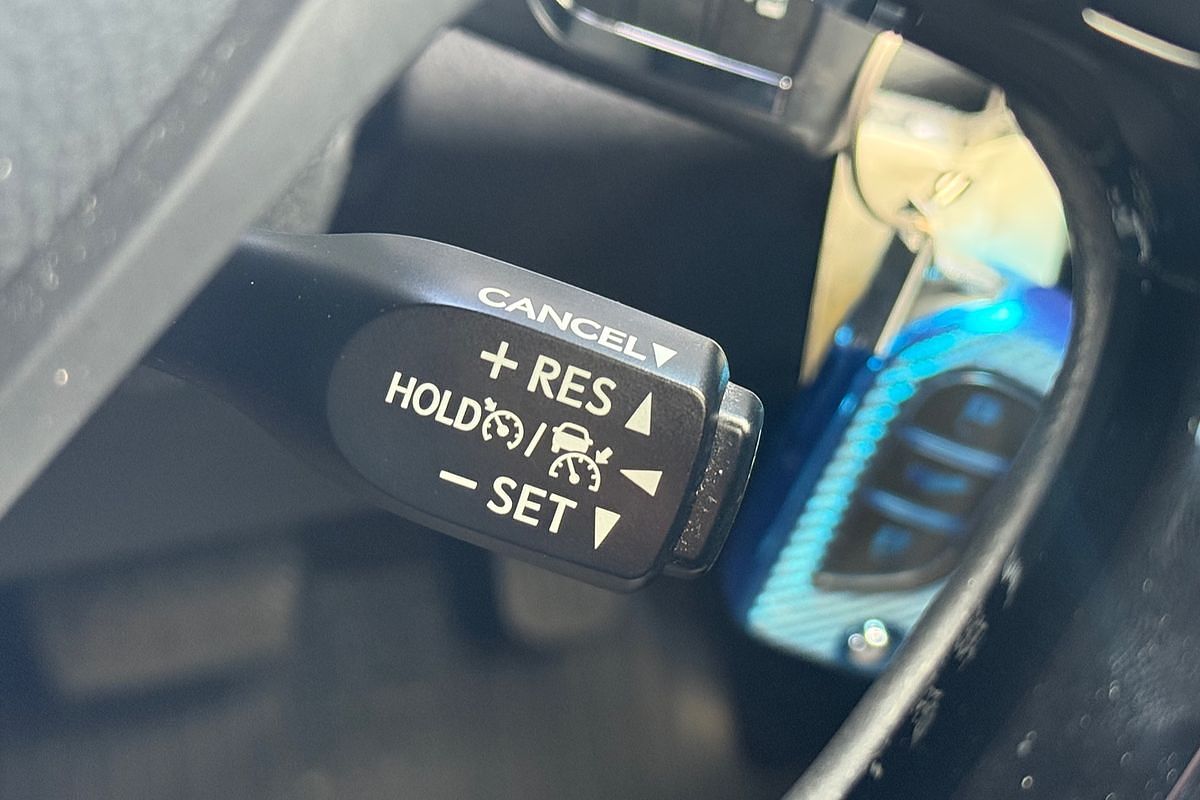 CANCEL▼
+ RES ▲
HOLD / ◀
− SET ▼